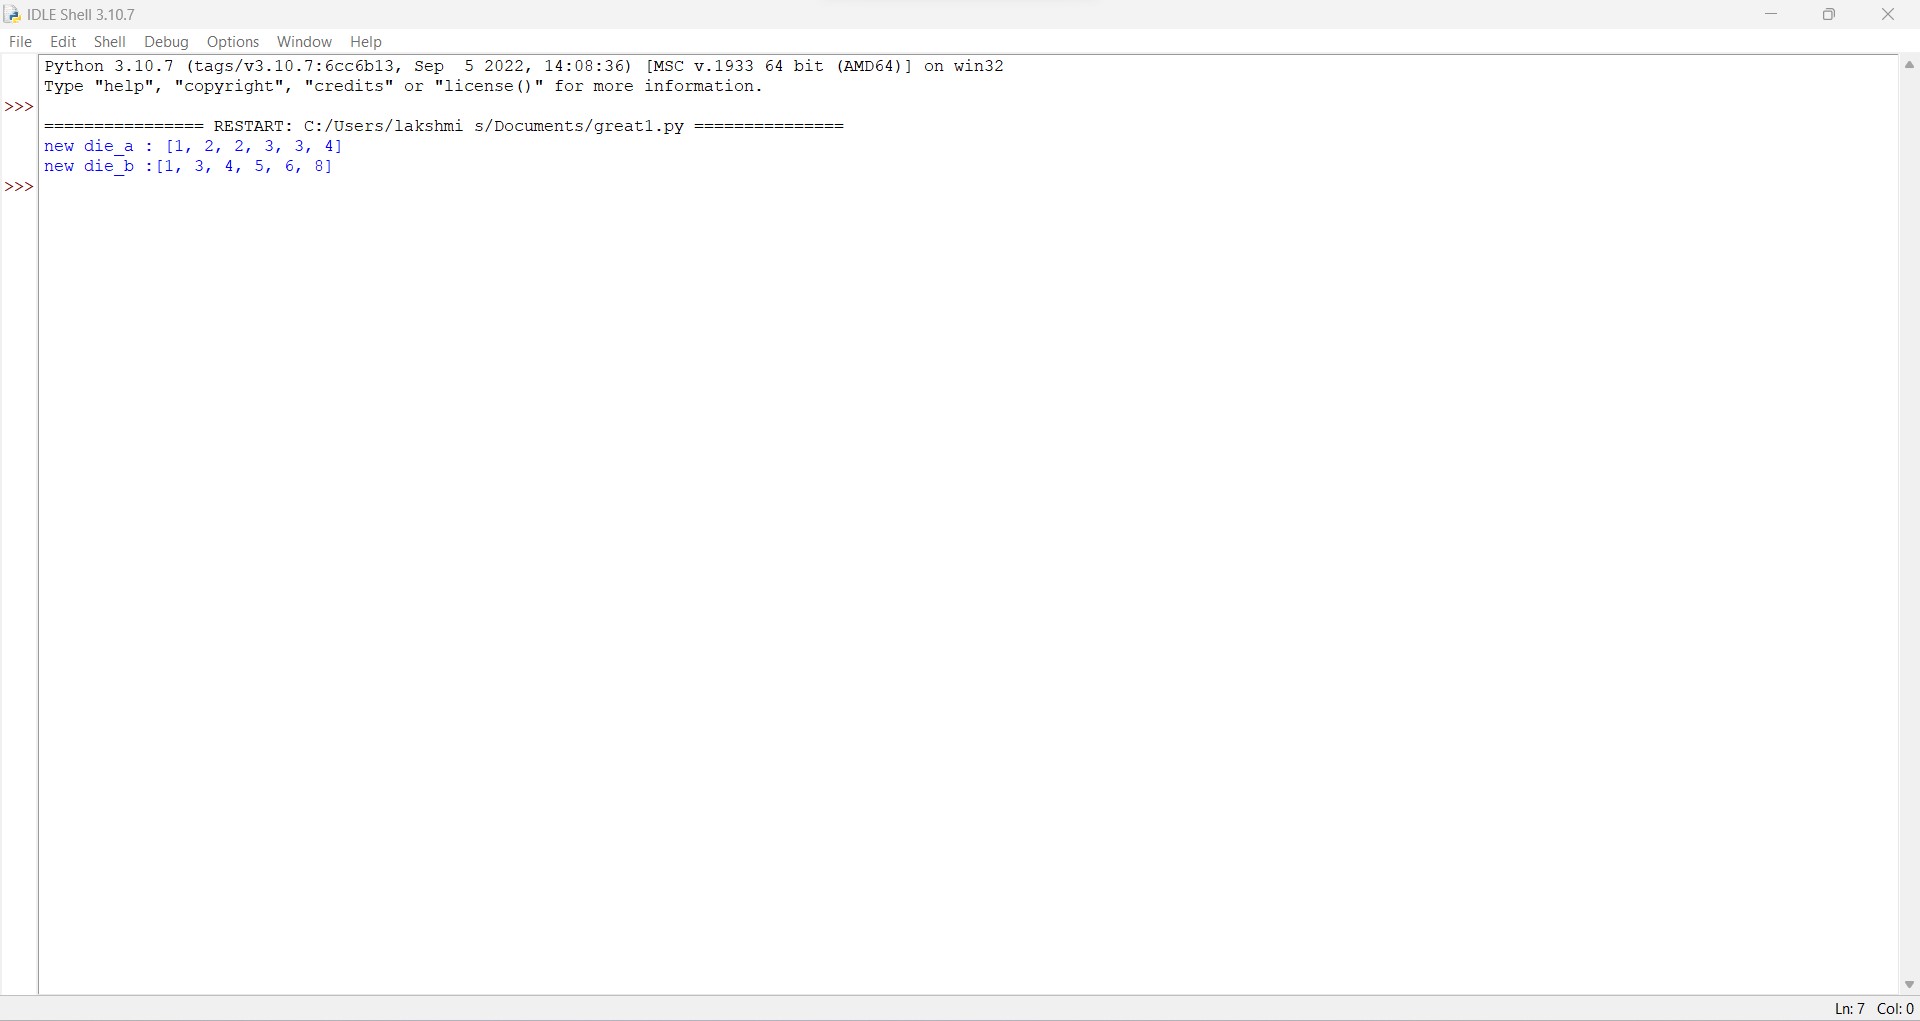 IDLE Shell 3.10.7
File Edit Shell Debug Options Window Help
Python 3.10.7 (tags/v3.10.7:6cc6b13, Sep  5 2022, 14:08:36) [MSC v.1933 64 bit (AMD64)] on win32
Type "help", "copyright", "credits" or "license()" for more information.
>>>
================ RESTART: C:/Users/lakshmi s/Documents/great1.py ===============
new die_a : [1, 2, 2, 3, 3, 4]
new die_b :[1, 3, 4, 5, 6, 8]
>>>
Ln: 7 Col: 0